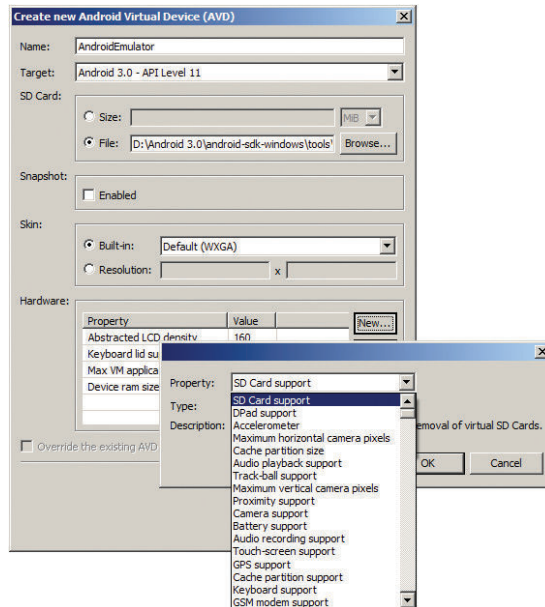 Create new Android Virtual Device (AVD)
Name: AndroidEmulator
Target: Android 3.0 - API Level 11
SD Card:
Size: MiB
File: D:\Android 3.0\android-sdk-windows\tools\ Browse...
Snapshot:
Enabled
Skin:
Built-in: Default (WXGA)
Resolution: x
Hardware:
Property Value New...
Abstracted LCD density 160
Keyboard lid su
Max VM applica
Device ram size
Override the existing AVD
Property: SD Card support
Type:
Description: emoval of virtual SD Cards.
SD Card support
DPad support
Accelerometer
Maximum horizontal camera pixels
Cache partition size
Audio playback support
Track-ball support
Maximum vertical camera pixels
Proximity support
Camera support
Battery support
Audio recording support
Touch-screen support
GPS support
Cache partition support
Keyboard support
GSM modem support
OK Cancel